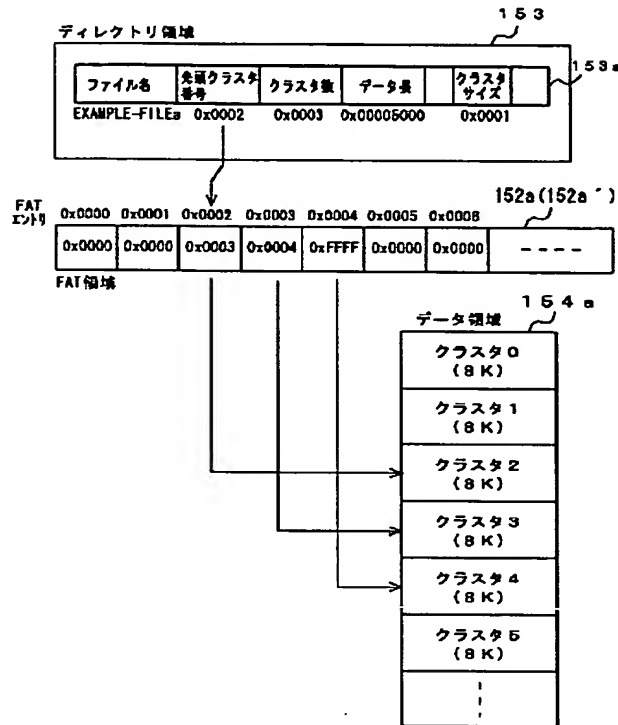 153
ディレクトリ領域
153a
ファイル名 先頭クラスタ番号 クラスタ数 データ長 クラスタサイズ
EXAMPLE-FILEa 0x0002 0x0003 0x00005000 0x0001
152a(152a´)
FATエントリ 0x0000 0x0001 0x0002 0x0003 0x0004 0x0005 0x0006
0x0000 0x0000 0x0003 0x0004 0xFFFF 0x0000 0x0000
FAT領域
154a
データ領域
クラスタ0
(8K)
クラスタ1
(8K)
クラスタ2
(8K)
クラスタ3
(8K)
クラスタ4
(8K)
クラスタ5
(8K)